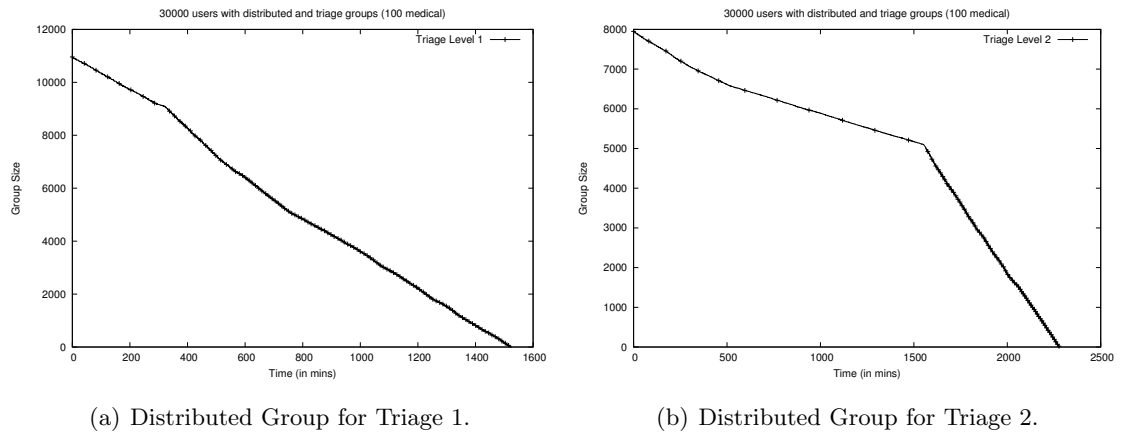 30000 users with distributed and triage groups (100 medical)
12000
10000
8000
6000
4000
2000
0
Group Size
Triage Level 1
0 200 400 600 800 1000 1200 1400 1600
Time (in mins)
(a) Distributed Group for Triage 1.
30000 users with distributed and triage groups (100 medical)
8000
7000
6000
5000
4000
3000
2000
1000
0
Group Size
Triage Level 2
0 500 1000 1500 2000 2500
Time (in mins)
(b) Distributed Group for Triage 2.